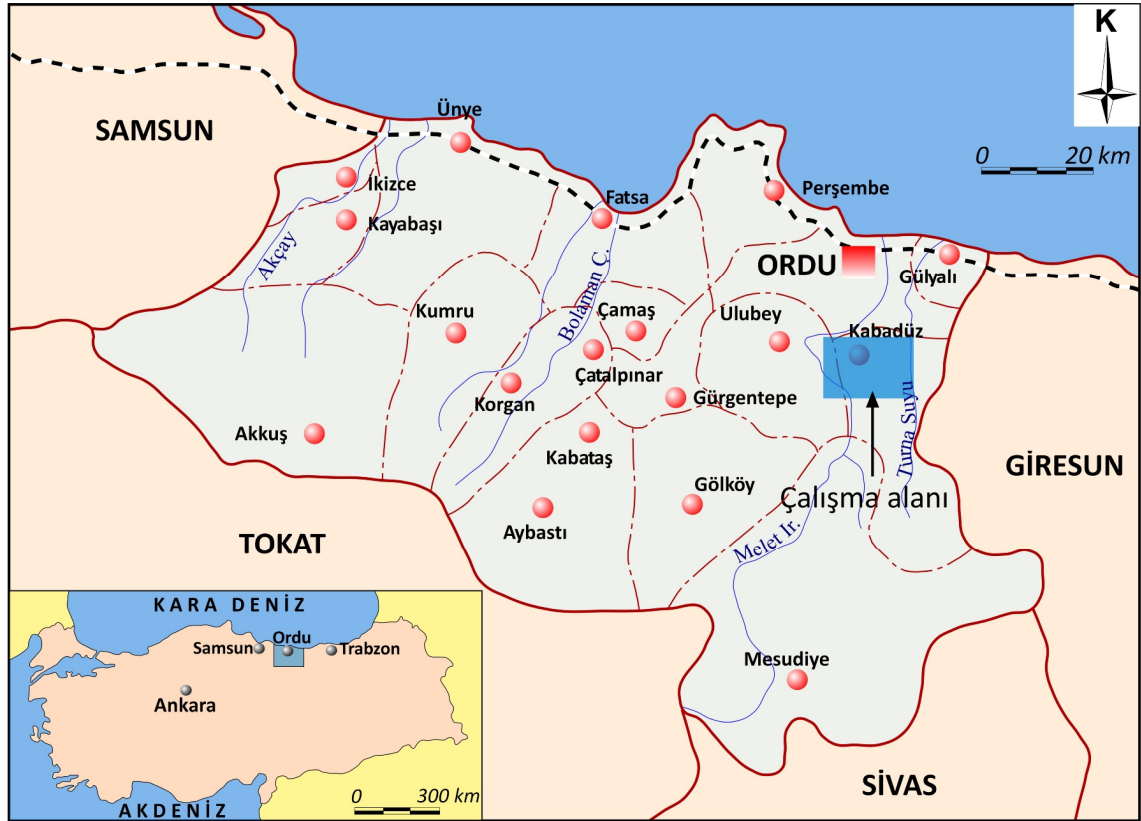 K
SAMSUN
Ünye
0 20 km
İkizce
Fatsa
Perşembe
Kayabaşı
Akçay
ORDU
Gülyalı
Bolaman Ç.
Kumru
Çamaş
Ulubey
Kabadüz
Çatalpınar
Korgan
Gürgentepe
Turna Suyu
Akkuş
Kabataş
GİRESUN
Gölköy
Çalışma alanı
Aybastı
TOKAT
Melet Ir.
KARA DENİZ
Samsun
Ordu
Trabzon
Ankara
Mesudiye
0 300 km
AKDENİZ
SİVAS